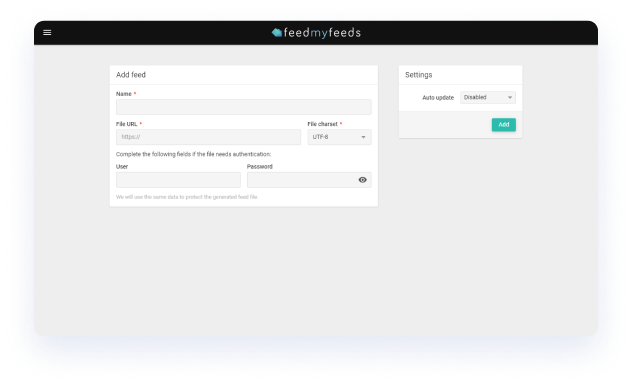 feedmyfeeds
Add feed
Name *
File URL *
https://
File charset *
UTF-8
Complete the following fields if the file needs authentication:
User
Password
We will use the same data to protect the generated feed file.
Settings
Auto update
Disabled
Add